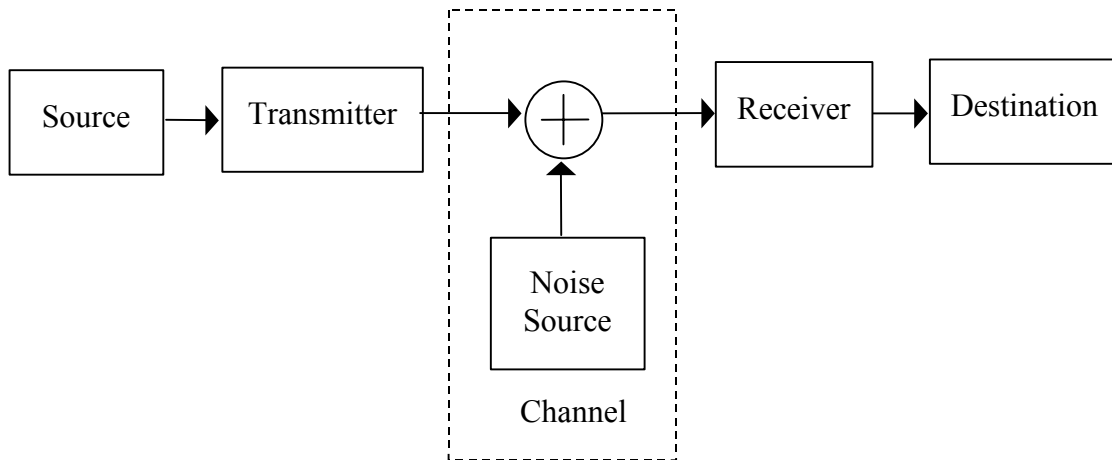 Source
Transmitter
Receiver
Destination
Noise
Source
Channel